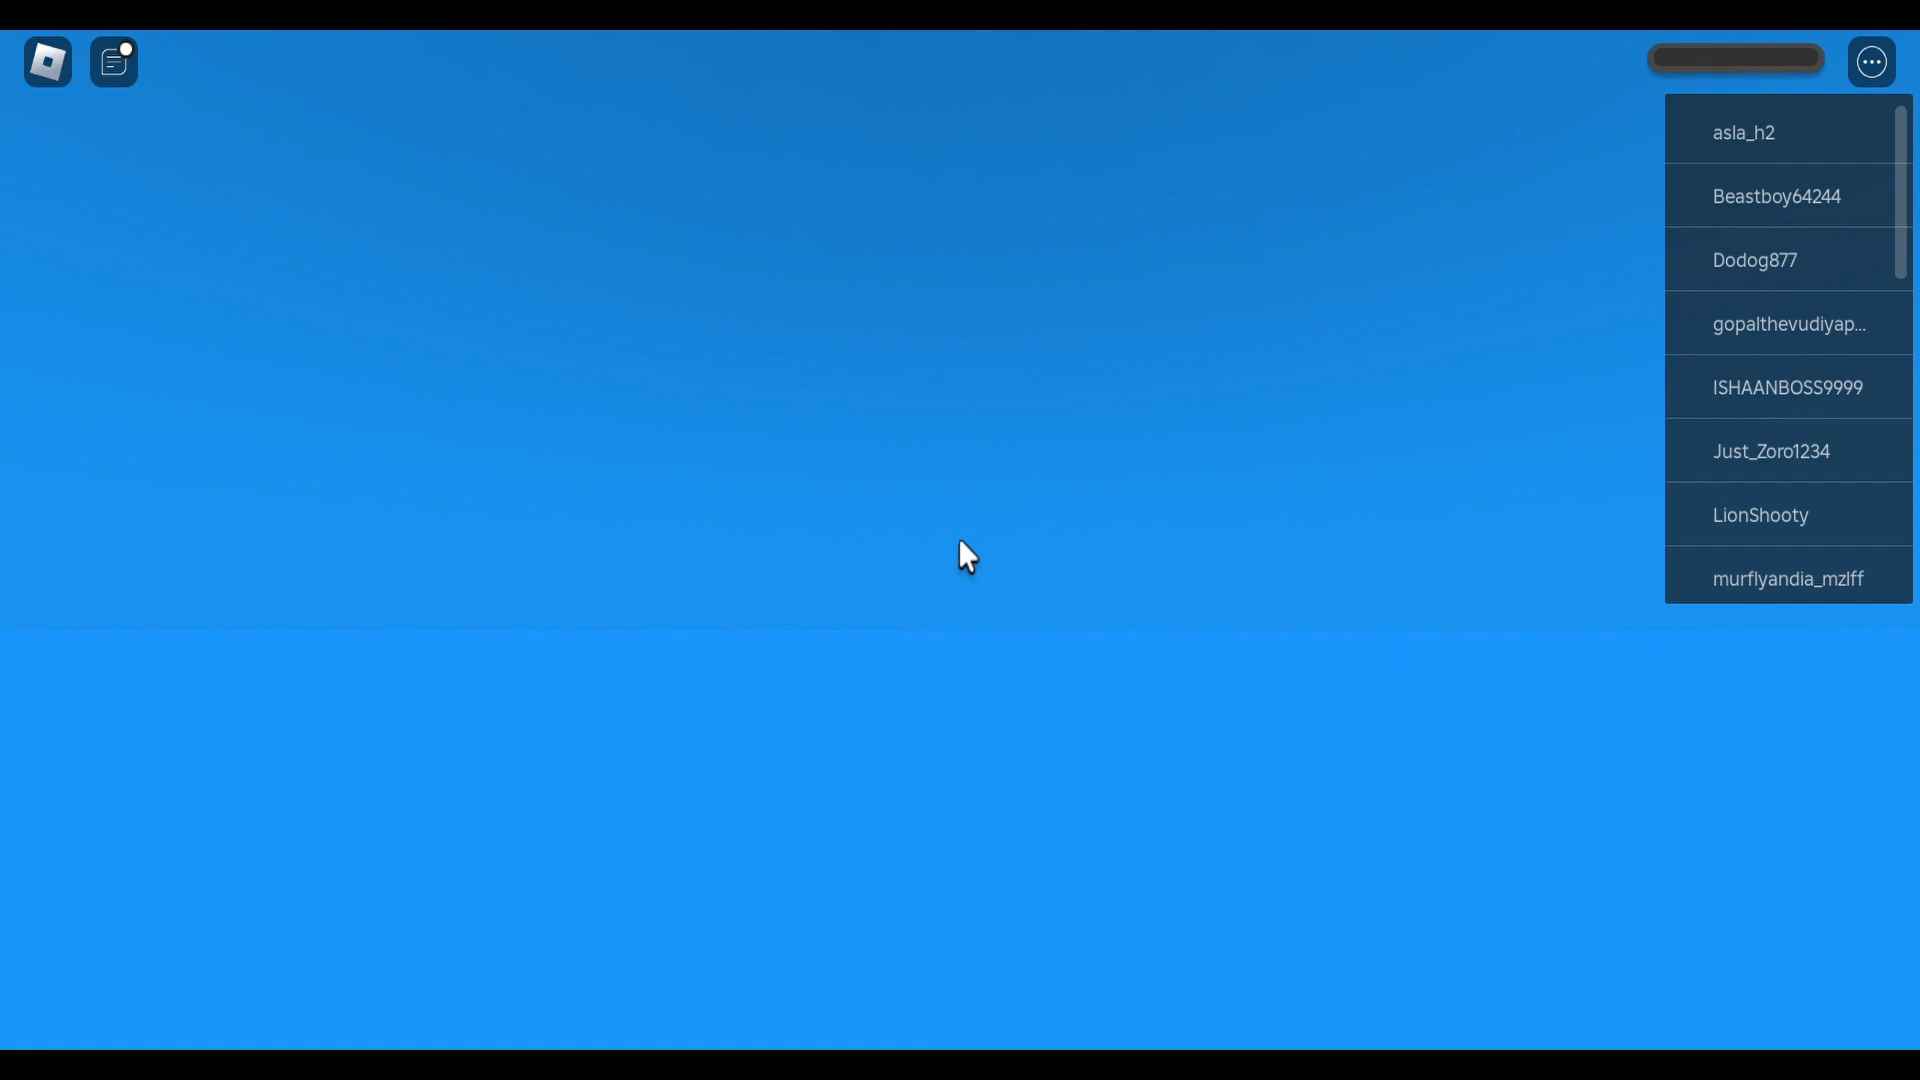 asla_h2
Beastboy64244
Dodog877
gopalthevudiyap...
ISHAANBOSS9999
Just_Zoro1234
LionShooty
murflyandia_mzlff